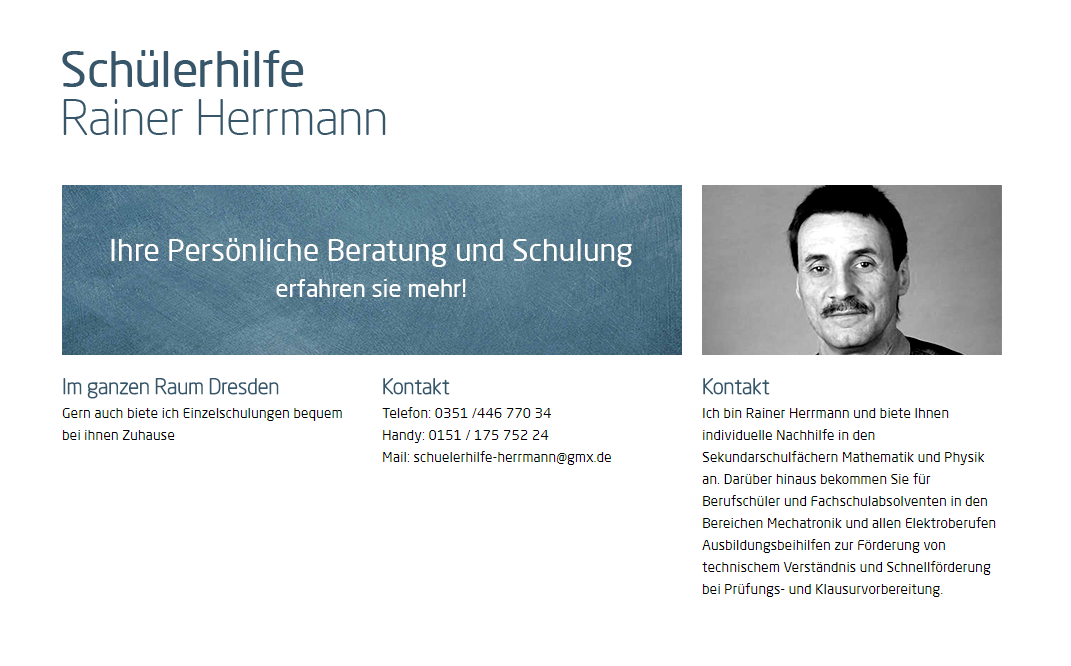 Schülerhilfe
Rainer Herrmann
Ihre Persönliche Beratung und Schulung
erfahren sie mehr!
Im ganzen Raum Dresden
Gern auch biete ich Einzelschulungen bequem
bei ihnen Zuhause
Kontakt
Telefon: 0351 /446 770 34
Handy: 0151 / 175 752 24
Mail: schuelerhilfe-herrmann@gmx.de
Kontakt
Ich bin Rainer Herrmann und biete Ihnen
individuelle Nachhilfe in den
Sekundarschulfächern Mathematik und Physik
an. Darüber hinaus bekommen Sie für
Berufschüler und Fachschulabsolventen in den
Bereichen Mechatronik und allen Elektroberufen
Ausbildungsbeihilfen zur Förderung von
technischem Verständnis und Schnellförderung
bei Prüfungs- und Klausurvorbereitung.